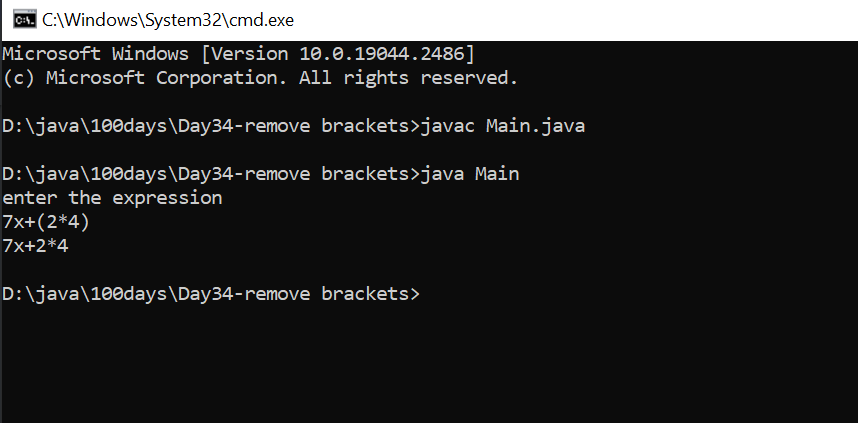 C:\Windows\System32\cmd.exe
Microsoft Windows [Version 10.0.19044.2486]
(c) Microsoft Corporation. All rights reserved.
D:\java\100days\Day34-remove brackets>javac Main.java
D:\java\100days\Day34-remove brackets>java Main
enter the expression
7x+(2*4)
7x+2*4
D:\java\100days\Day34-remove brackets>